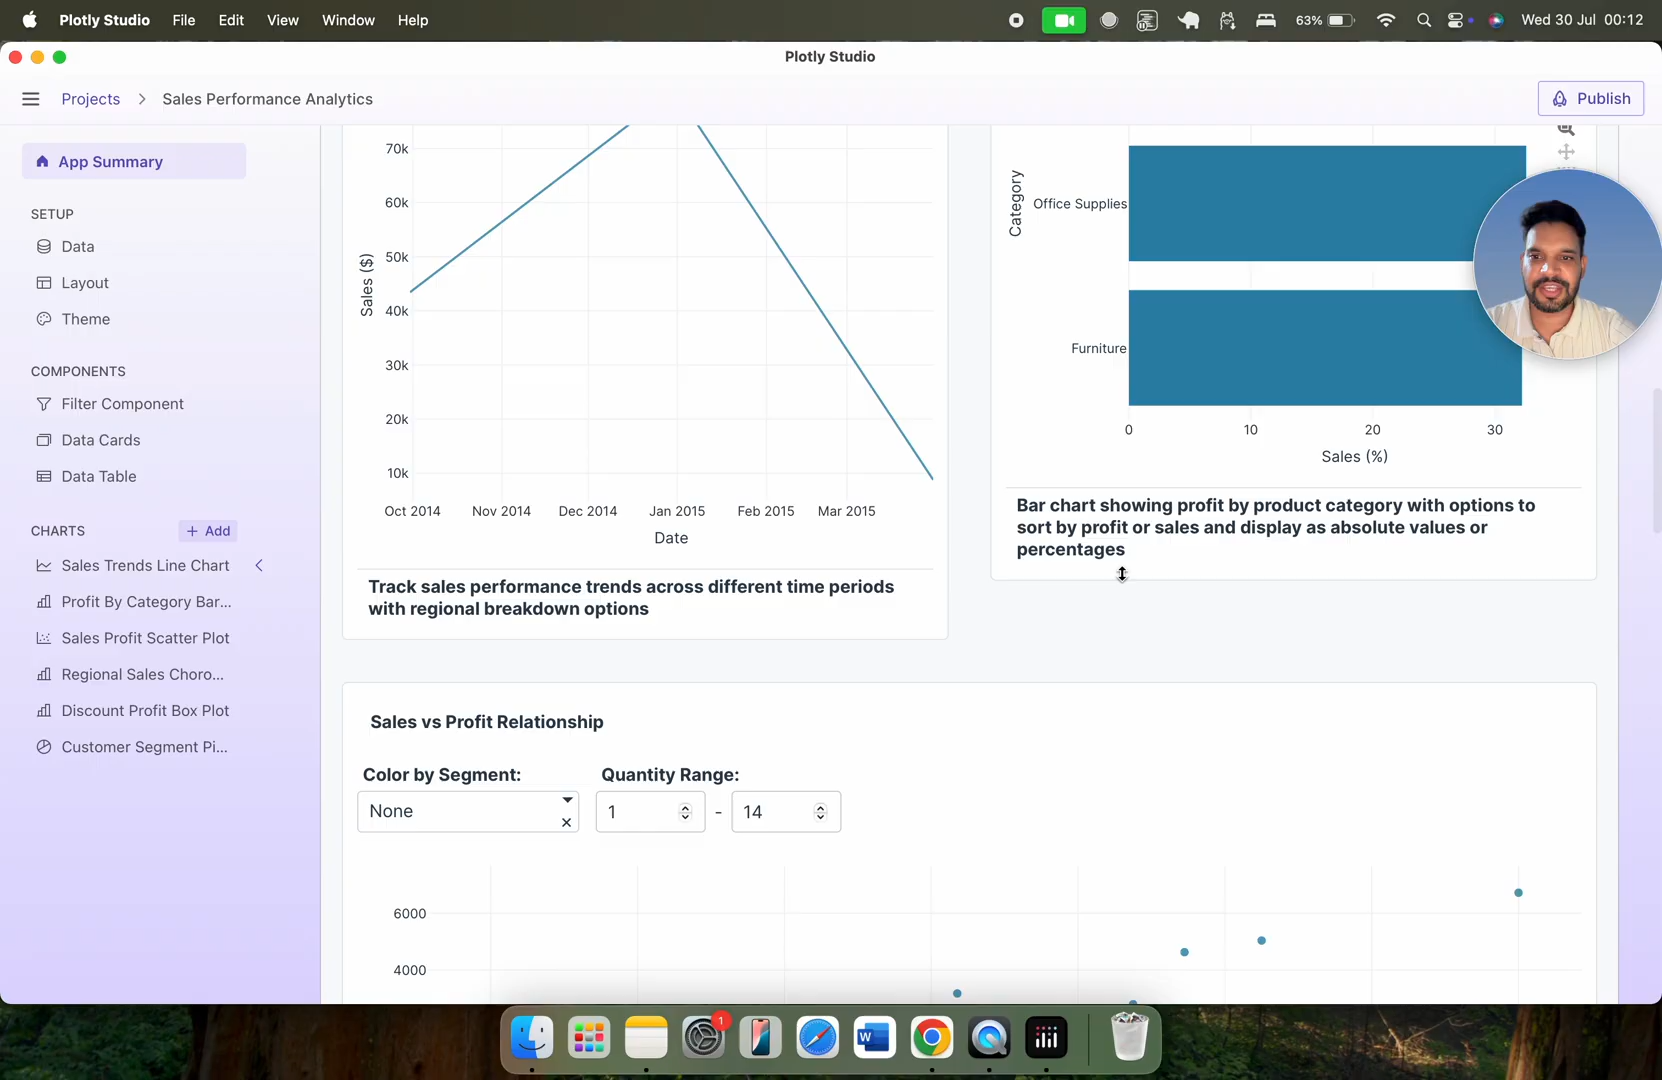 Plotly Studio File Edit View Window Help 63% Wed 30 Jul 00:12
Plotly Studio
Projects > Sales Performance Analytics
Publish
App Summary
SETUP
Data
Layout
Theme
COMPONENTS
Filter Component
Data Cards
Data Table
CHARTS + Add
Sales Trends Line Chart
Profit By Category Bar...
Sales Profit Scatter Plot
Regional Sales Choro...
Discount Profit Box Plot
Customer Segment Pi...
70k
60k
50k
40k
30k
20k
10k
Sales ($)
Oct 2014 Nov 2014 Dec 2014 Jan 2015 Feb 2015 Mar 2015
Date
Track sales performance trends across different time periods
with regional breakdown options
Category
Office Supplies
Furniture
0 10 20 30
Sales (%)
Bar chart showing profit by product category with options to
sort by profit or sales and display as absolute values or
percentages
Sales vs Profit Relationship
Color by Segment: Quantity Range:
None 1 - 14
6000
4000
1
W